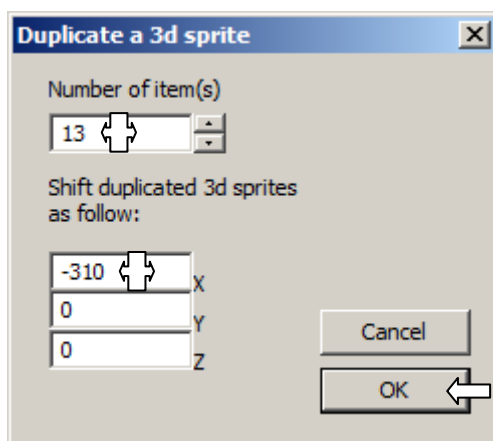 Duplicate a 3d sprite
Number of item(s)
13
Shift duplicated 3d sprites
as follow:
-310 X
0 Y
0 Z
Cancel
OK